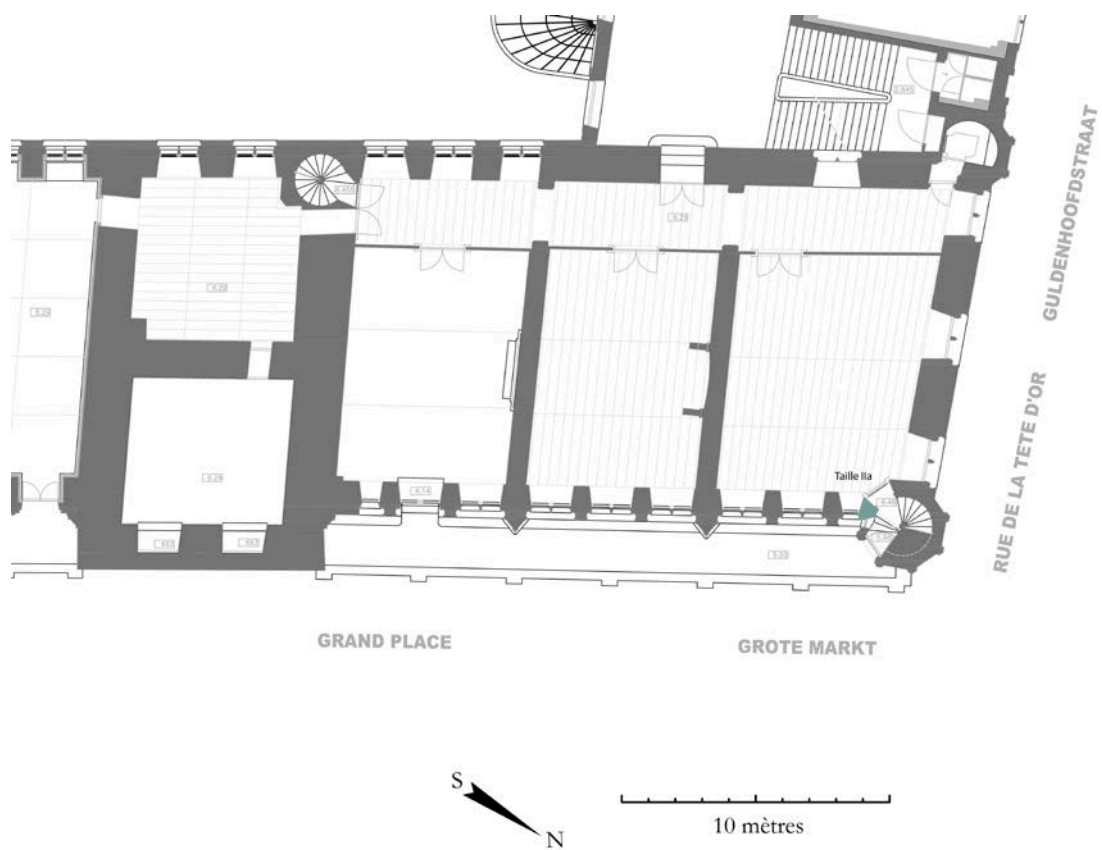 GULDENHOOFDSTRAAT
RUE DE LA TETE D'OR
Taille IIa
GRAND PLACE
GROTE MARKT
S
N
10 mètres